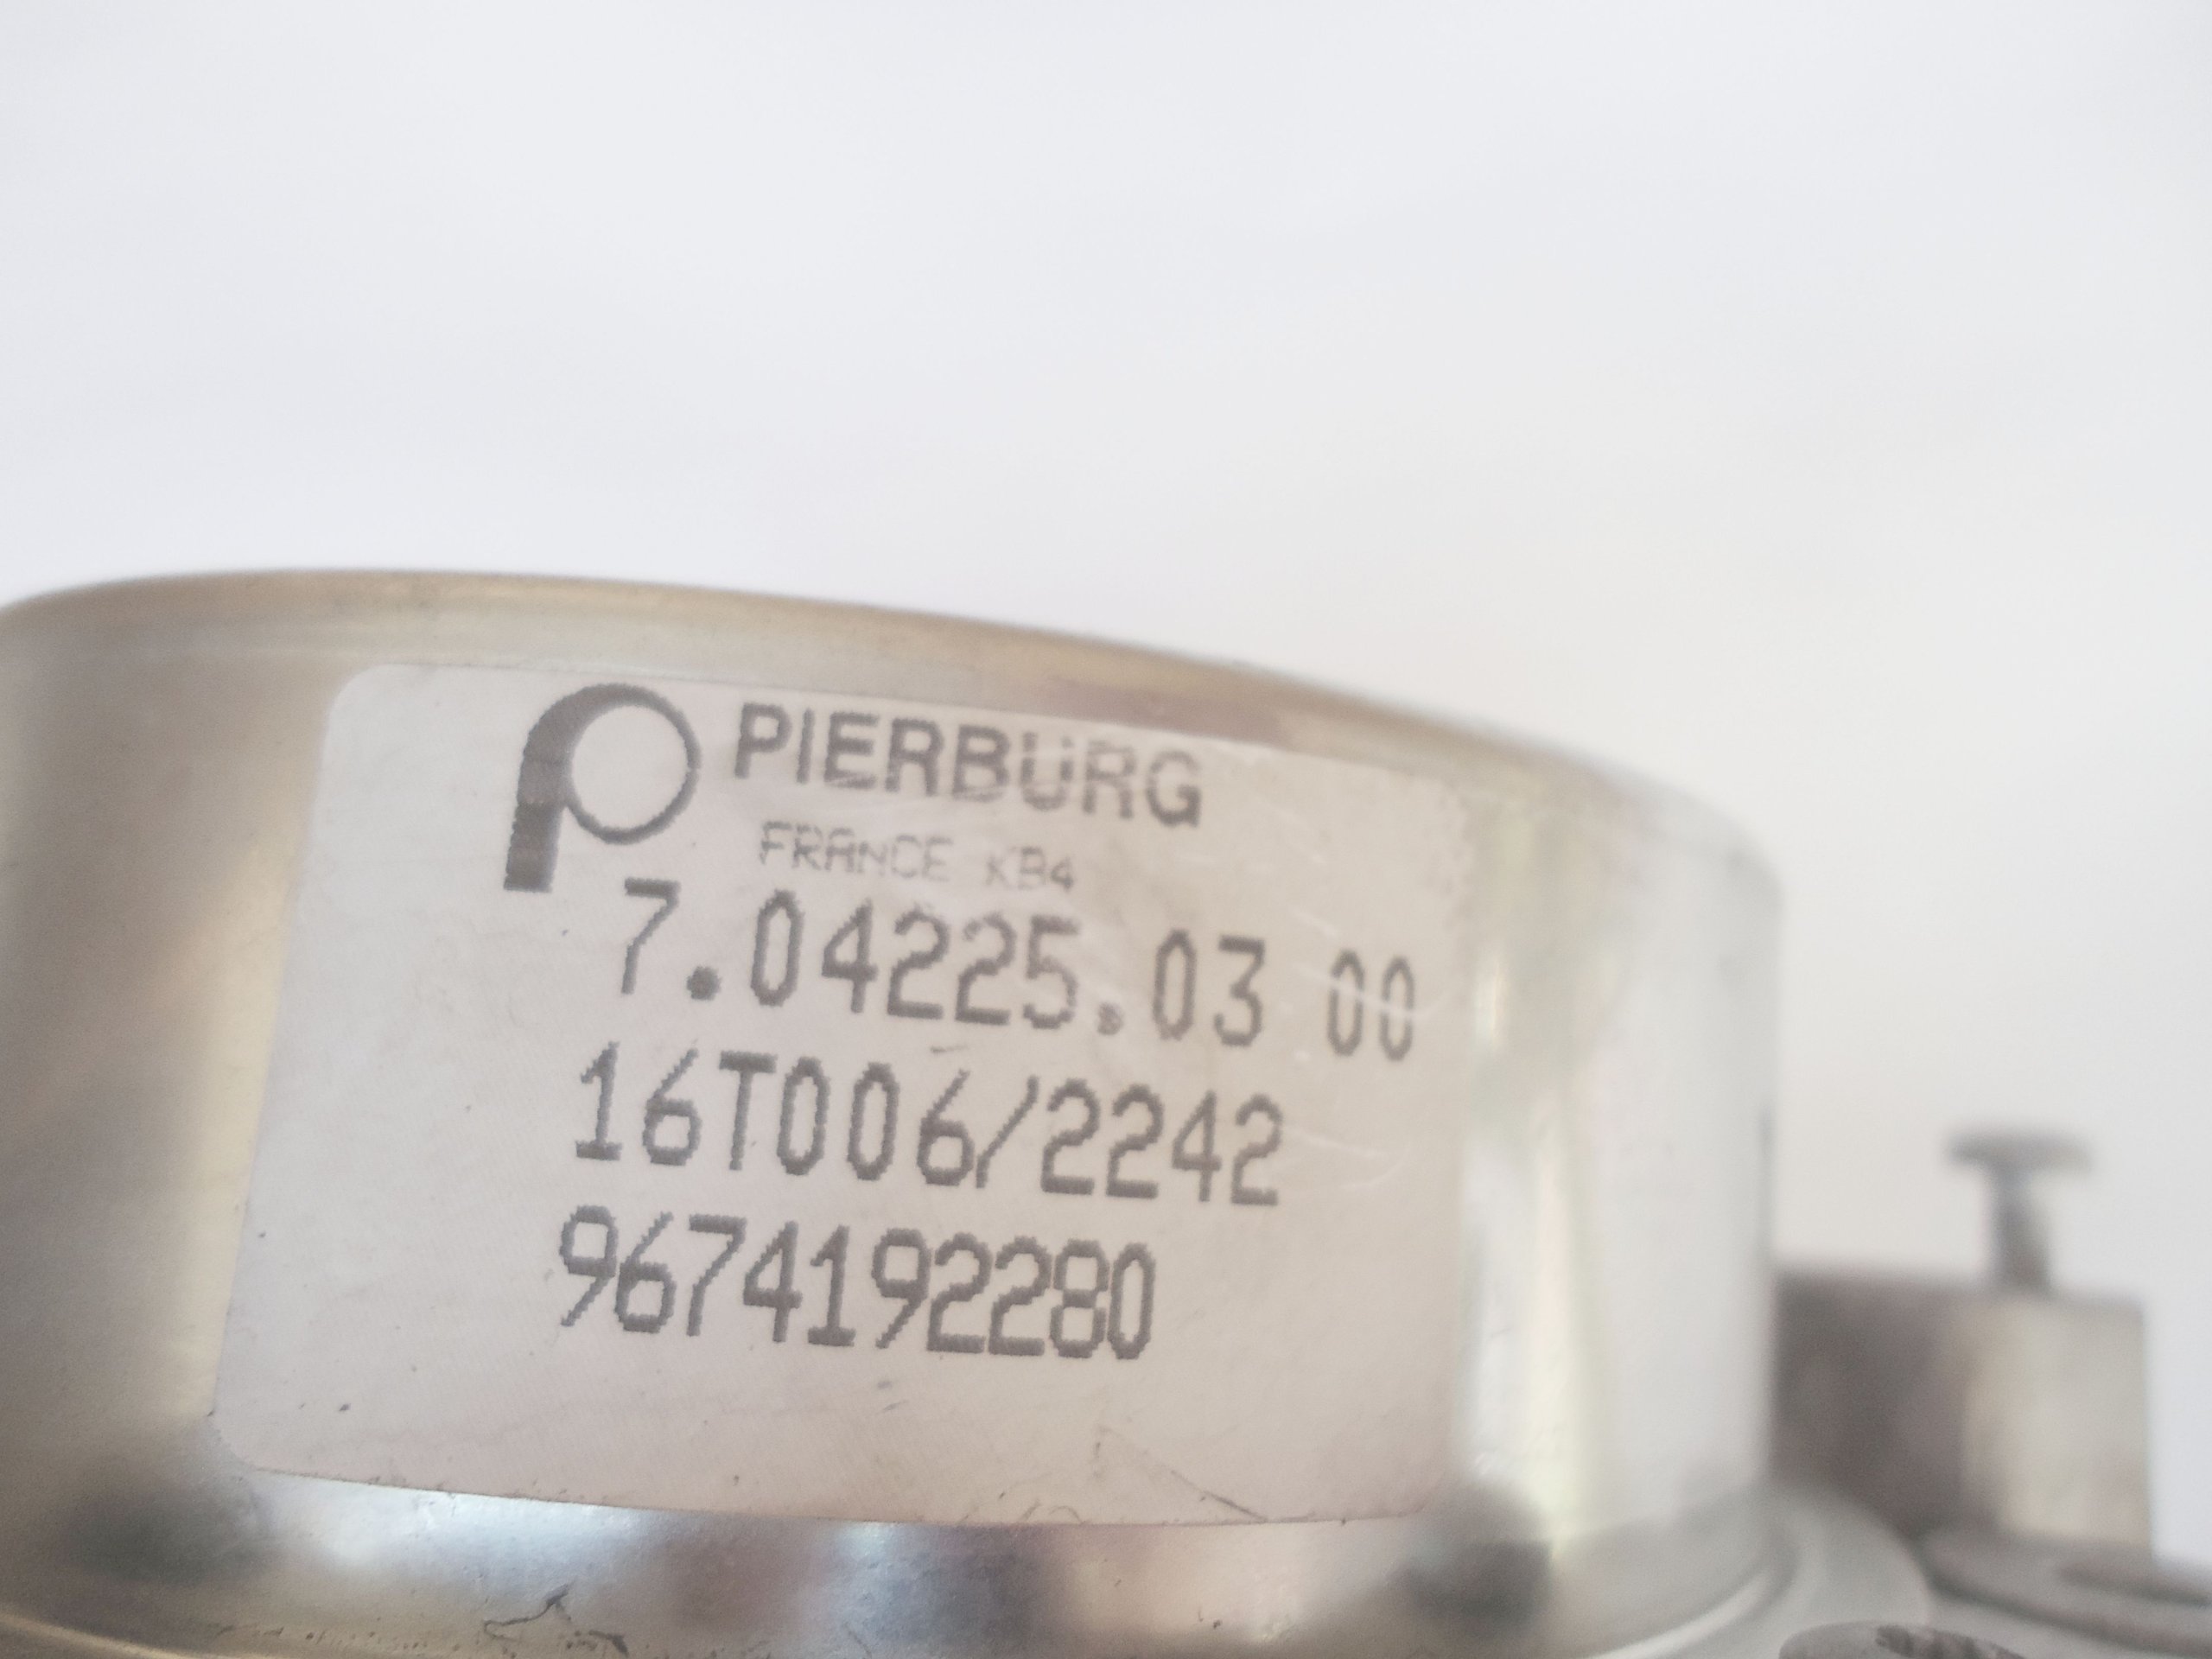 PIERBURG
FRANCE KB4
7.04225.03 00
16T006/2242
9674192280